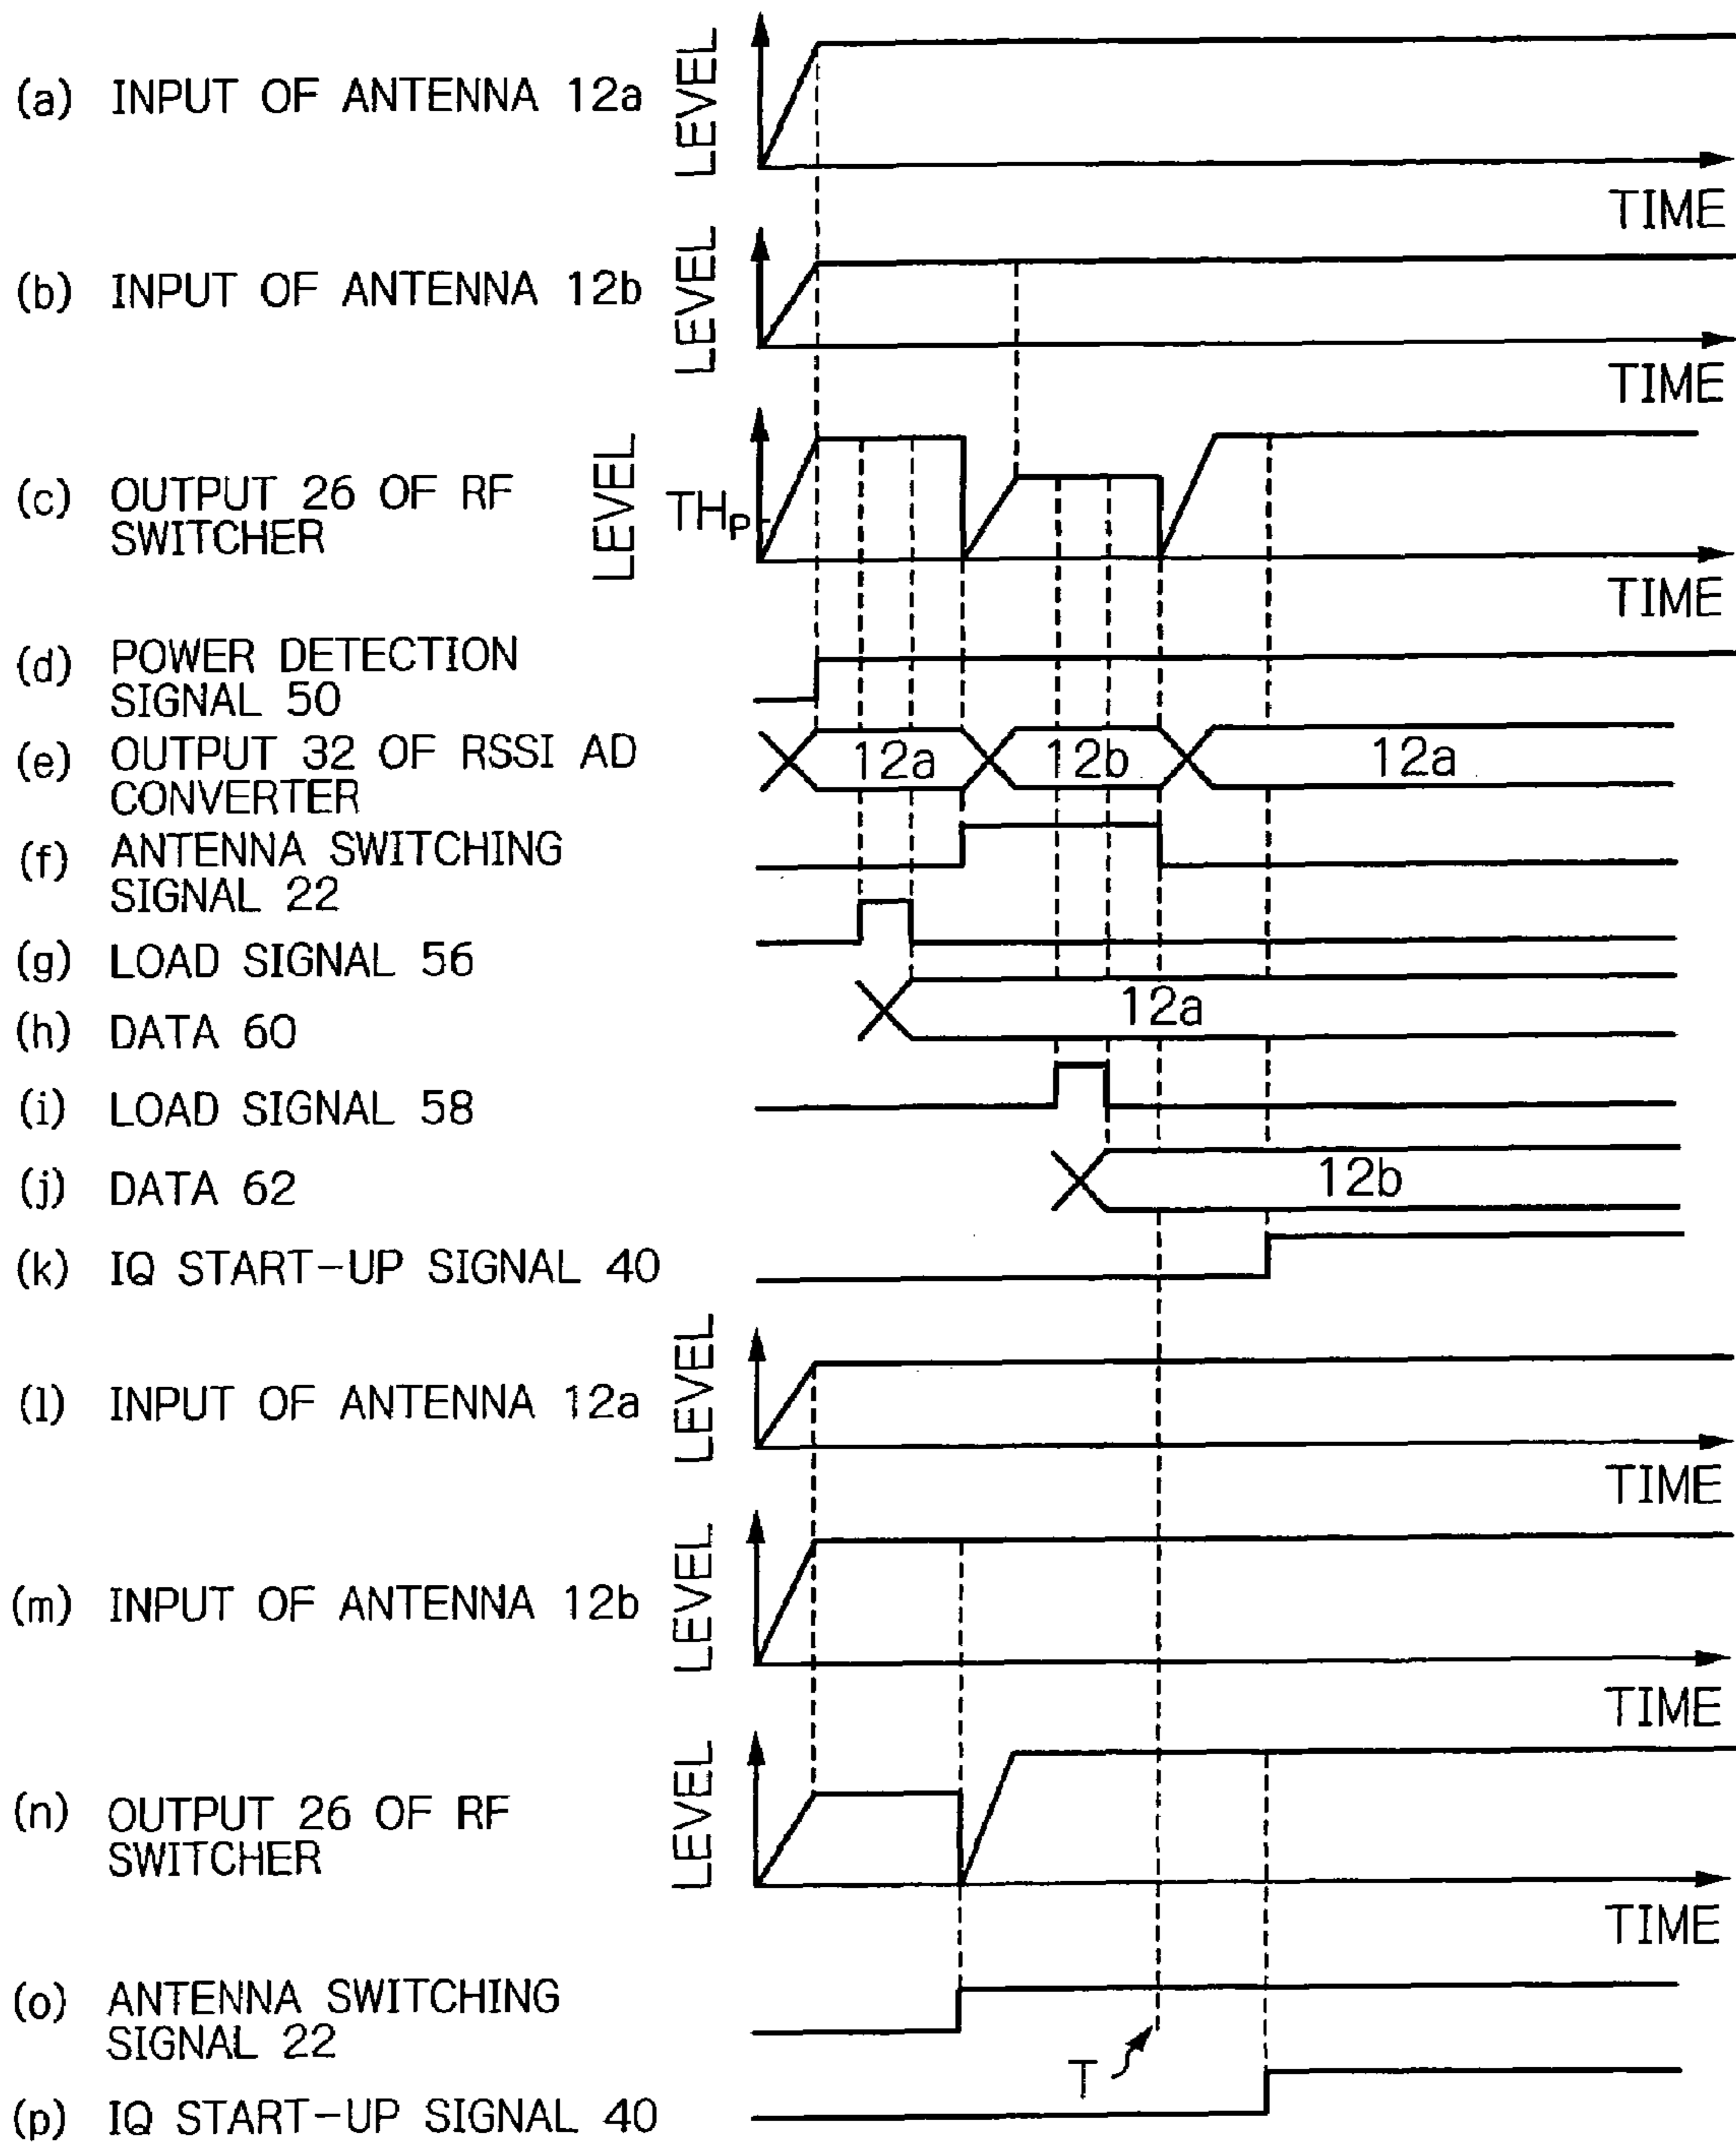 (a) INPUT OF ANTENNA 12a
LEVEL
TIME
(b) INPUT OF ANTENNA 12b
LEVEL
TIME
(c) OUTPUT 26 OF RF
SWITCHER
LEVEL
THP
TIME
(d) POWER DETECTION
SIGNAL 50
(e) OUTPUT 32 OF RSSI AD
CONVERTER
12a 12b 12a
(f) ANTENNA SWITCHING
SIGNAL 22
(g) LOAD SIGNAL 56
(h) DATA 60
12a
(i) LOAD SIGNAL 58
(j) DATA 62
12b
(k) IQ START-UP SIGNAL 40
(l) INPUT OF ANTENNA 12a
LEVEL
TIME
(m) INPUT OF ANTENNA 12b
LEVEL
TIME
(n) OUTPUT 26 OF RF
SWITCHER
LEVEL
TIME
(o) ANTENNA SWITCHING
SIGNAL 22
T
(p) IQ START-UP SIGNAL 40